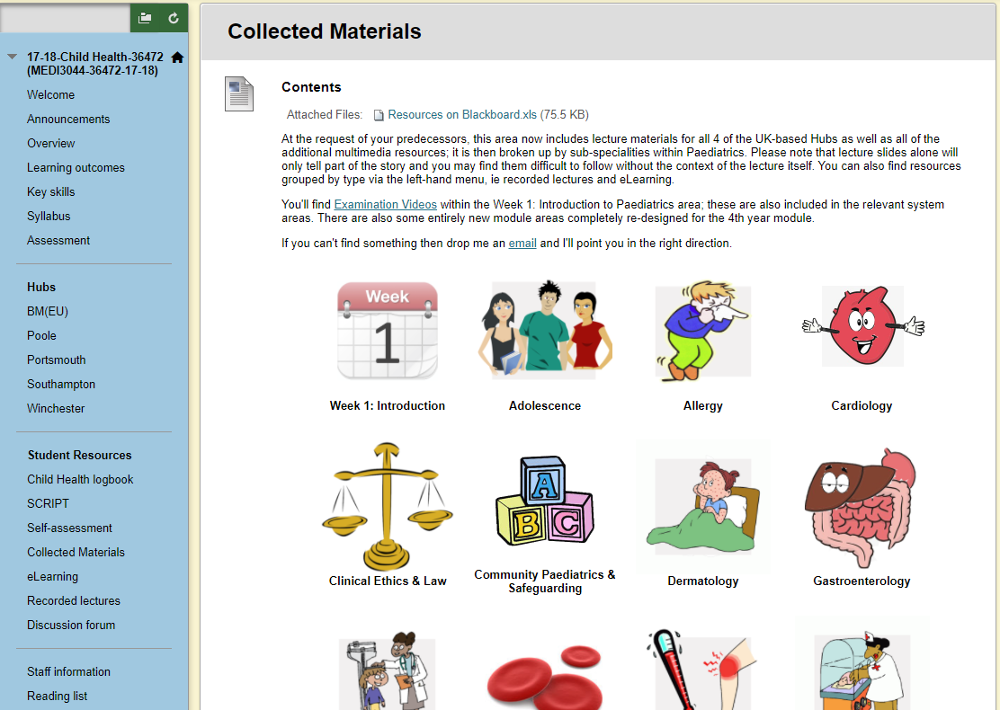 17-18-Child Health-36472
(MEDI3044-36472-17-18)
Welcome
Announcements
Overview
Learning outcomes
Key skills
Syllabus
Assessment
Hubs
BM(EU)
Poole
Portsmouth
Southampton
Winchester
Student Resources
Child Health logbook
SCRIPT
Self-assessment
Collected Materials
eLearning
Recorded lectures
Discussion forum
Staff information
Reading list
Collected Materials
Contents
Attached Files: Resources on Blackboard.xls (75.5 KB)
At the request of your predecessors, this area now includes lecture materials for all 4 of the UK-based Hubs as well as all of the
additional multimedia resources; it is then broken up by sub-specialities within Paediatrics. Please note that lecture slides alone will
only tell part of the story and you may find them difficult to follow without the context of the lecture itself. You can also find resources
grouped by type via the left-hand menu, ie recorded lectures and eLearning.
You'll find Examination Videos within the Week 1: Introduction to Paediatrics area; these are also included in the relevant system
areas. There are also some entirely new module areas completely re-designed for the 4th year module.
If you can't find something then drop me an email and I'll point you in the right direction.
Week
1
Week 1: Introduction
Adolescence
Allergy
Cardiology
A
B C
Clinical Ethics & Law
Community Paediatrics &
Safeguarding
Dermatology
Gastroenterology